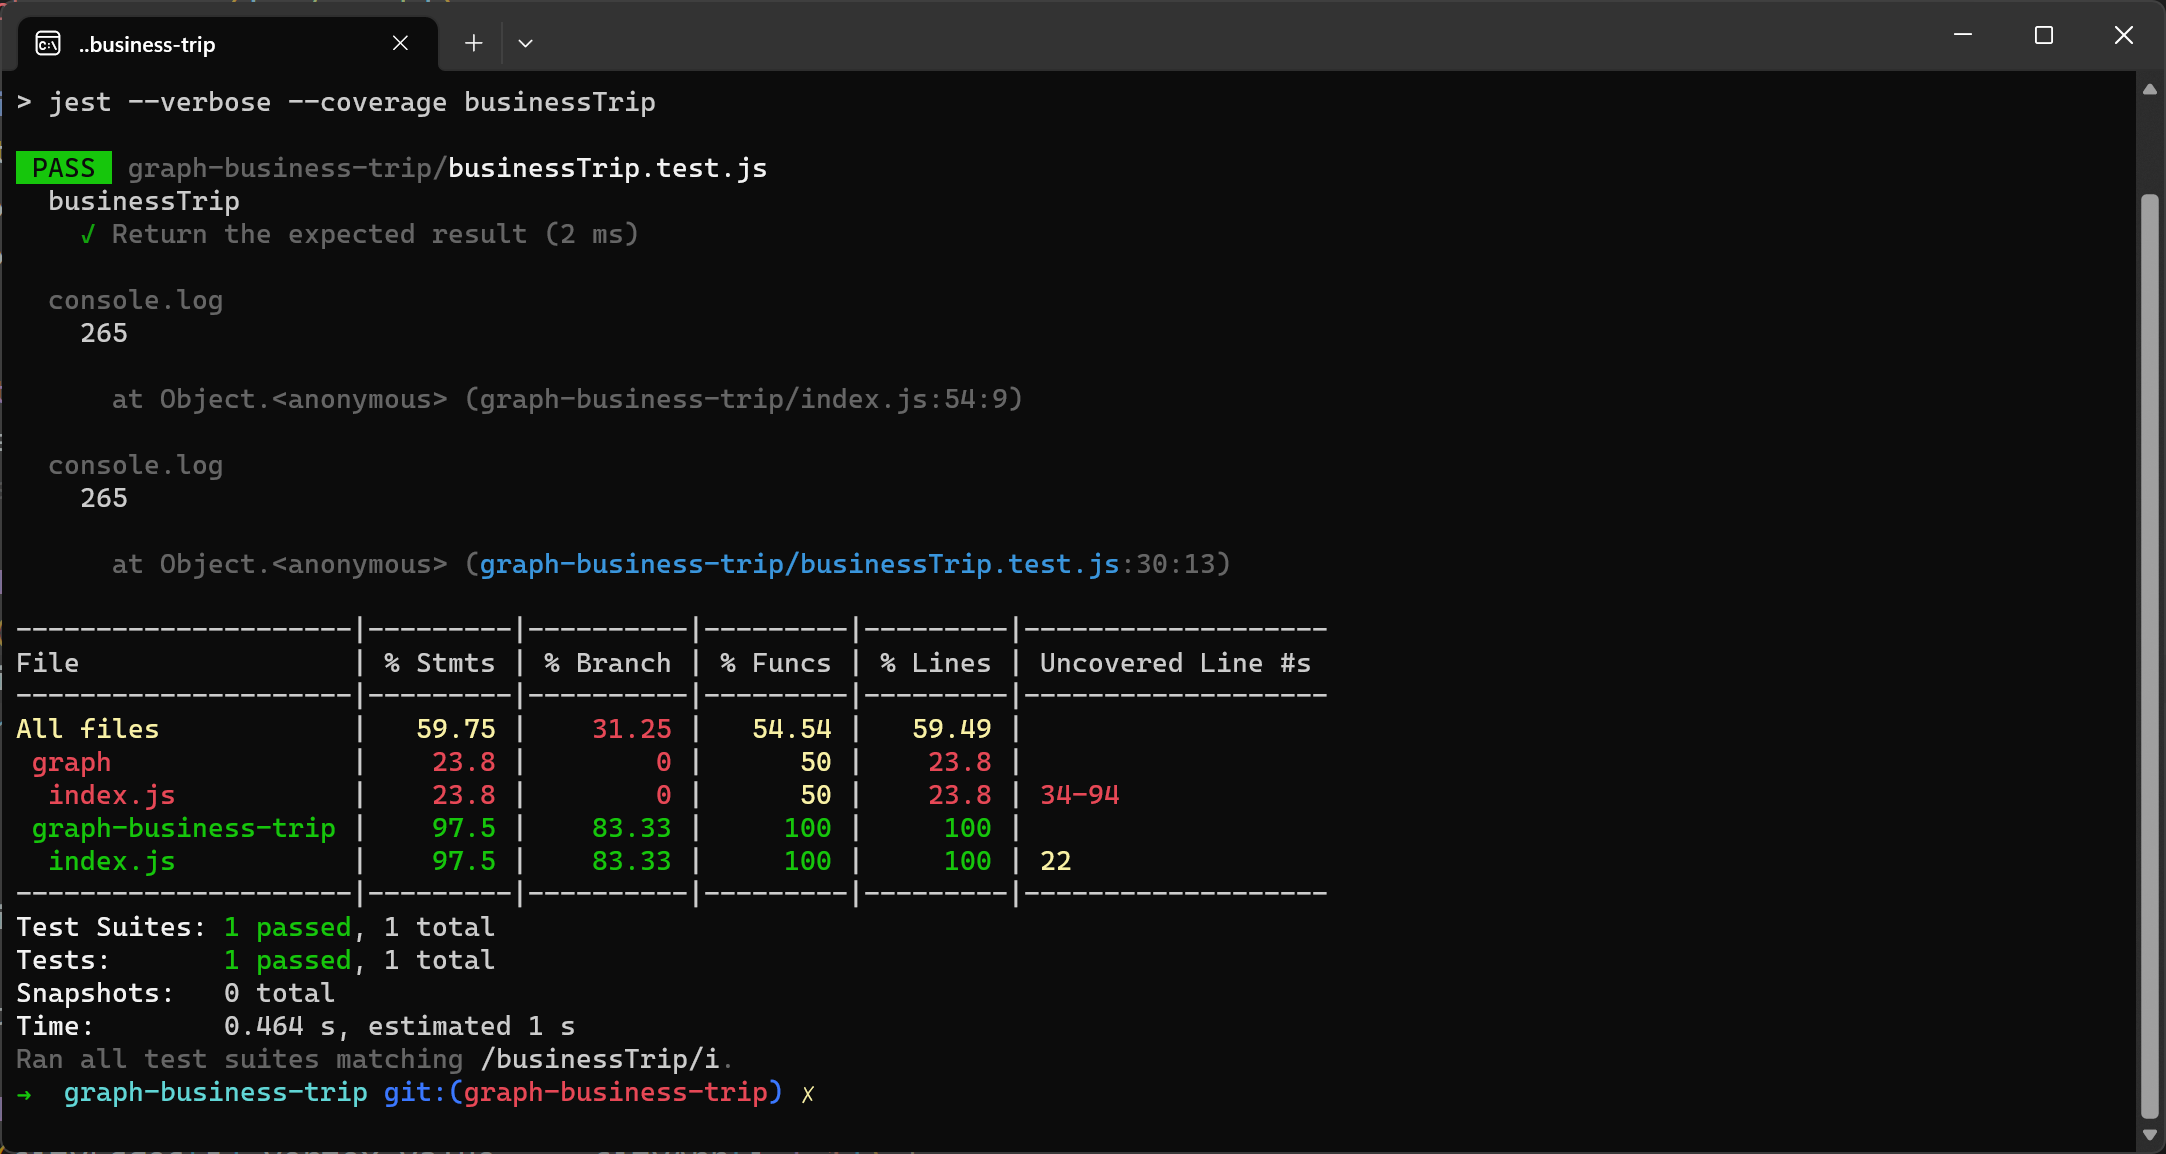 ..business-trip
> jest --verbose --coverage businessTrip
PASS graph-business-trip/businessTrip.test.js
businessTrip
√ Return the expected result (2 ms)
console.log
265
at Object.<anonymous> (graph-business-trip/index.js:54:9)
console.log
265
at Object.<anonymous> (graph-business-trip/businessTrip.test.js:30:13)
---------------------|---------|----------|---------|---------|-------------------
File                 | % Stmts | % Branch | % Funcs | % Lines | Uncovered Line #s
---------------------|---------|----------|---------|---------|-------------------
All files            |   59.75 |    31.25 |   54.54 |   59.49 |
graph               |    23.8 |        0 |      50 |    23.8 |
index.js           |    23.8 |        0 |      50 |    23.8 | 34-94
graph-business-trip |    97.5 |    83.33 |     100 |     100 |
index.js           |    97.5 |    83.33 |     100 |     100 | 22
---------------------|---------|----------|---------|---------|-------------------
Test Suites: 1 passed, 1 total
Tests:       1 passed, 1 total
Snapshots:   0 total
Time:        0.464 s, estimated 1 s
Ran all test suites matching /businessTrip/i.
→ graph-business-trip git:(graph-business-trip) ✗